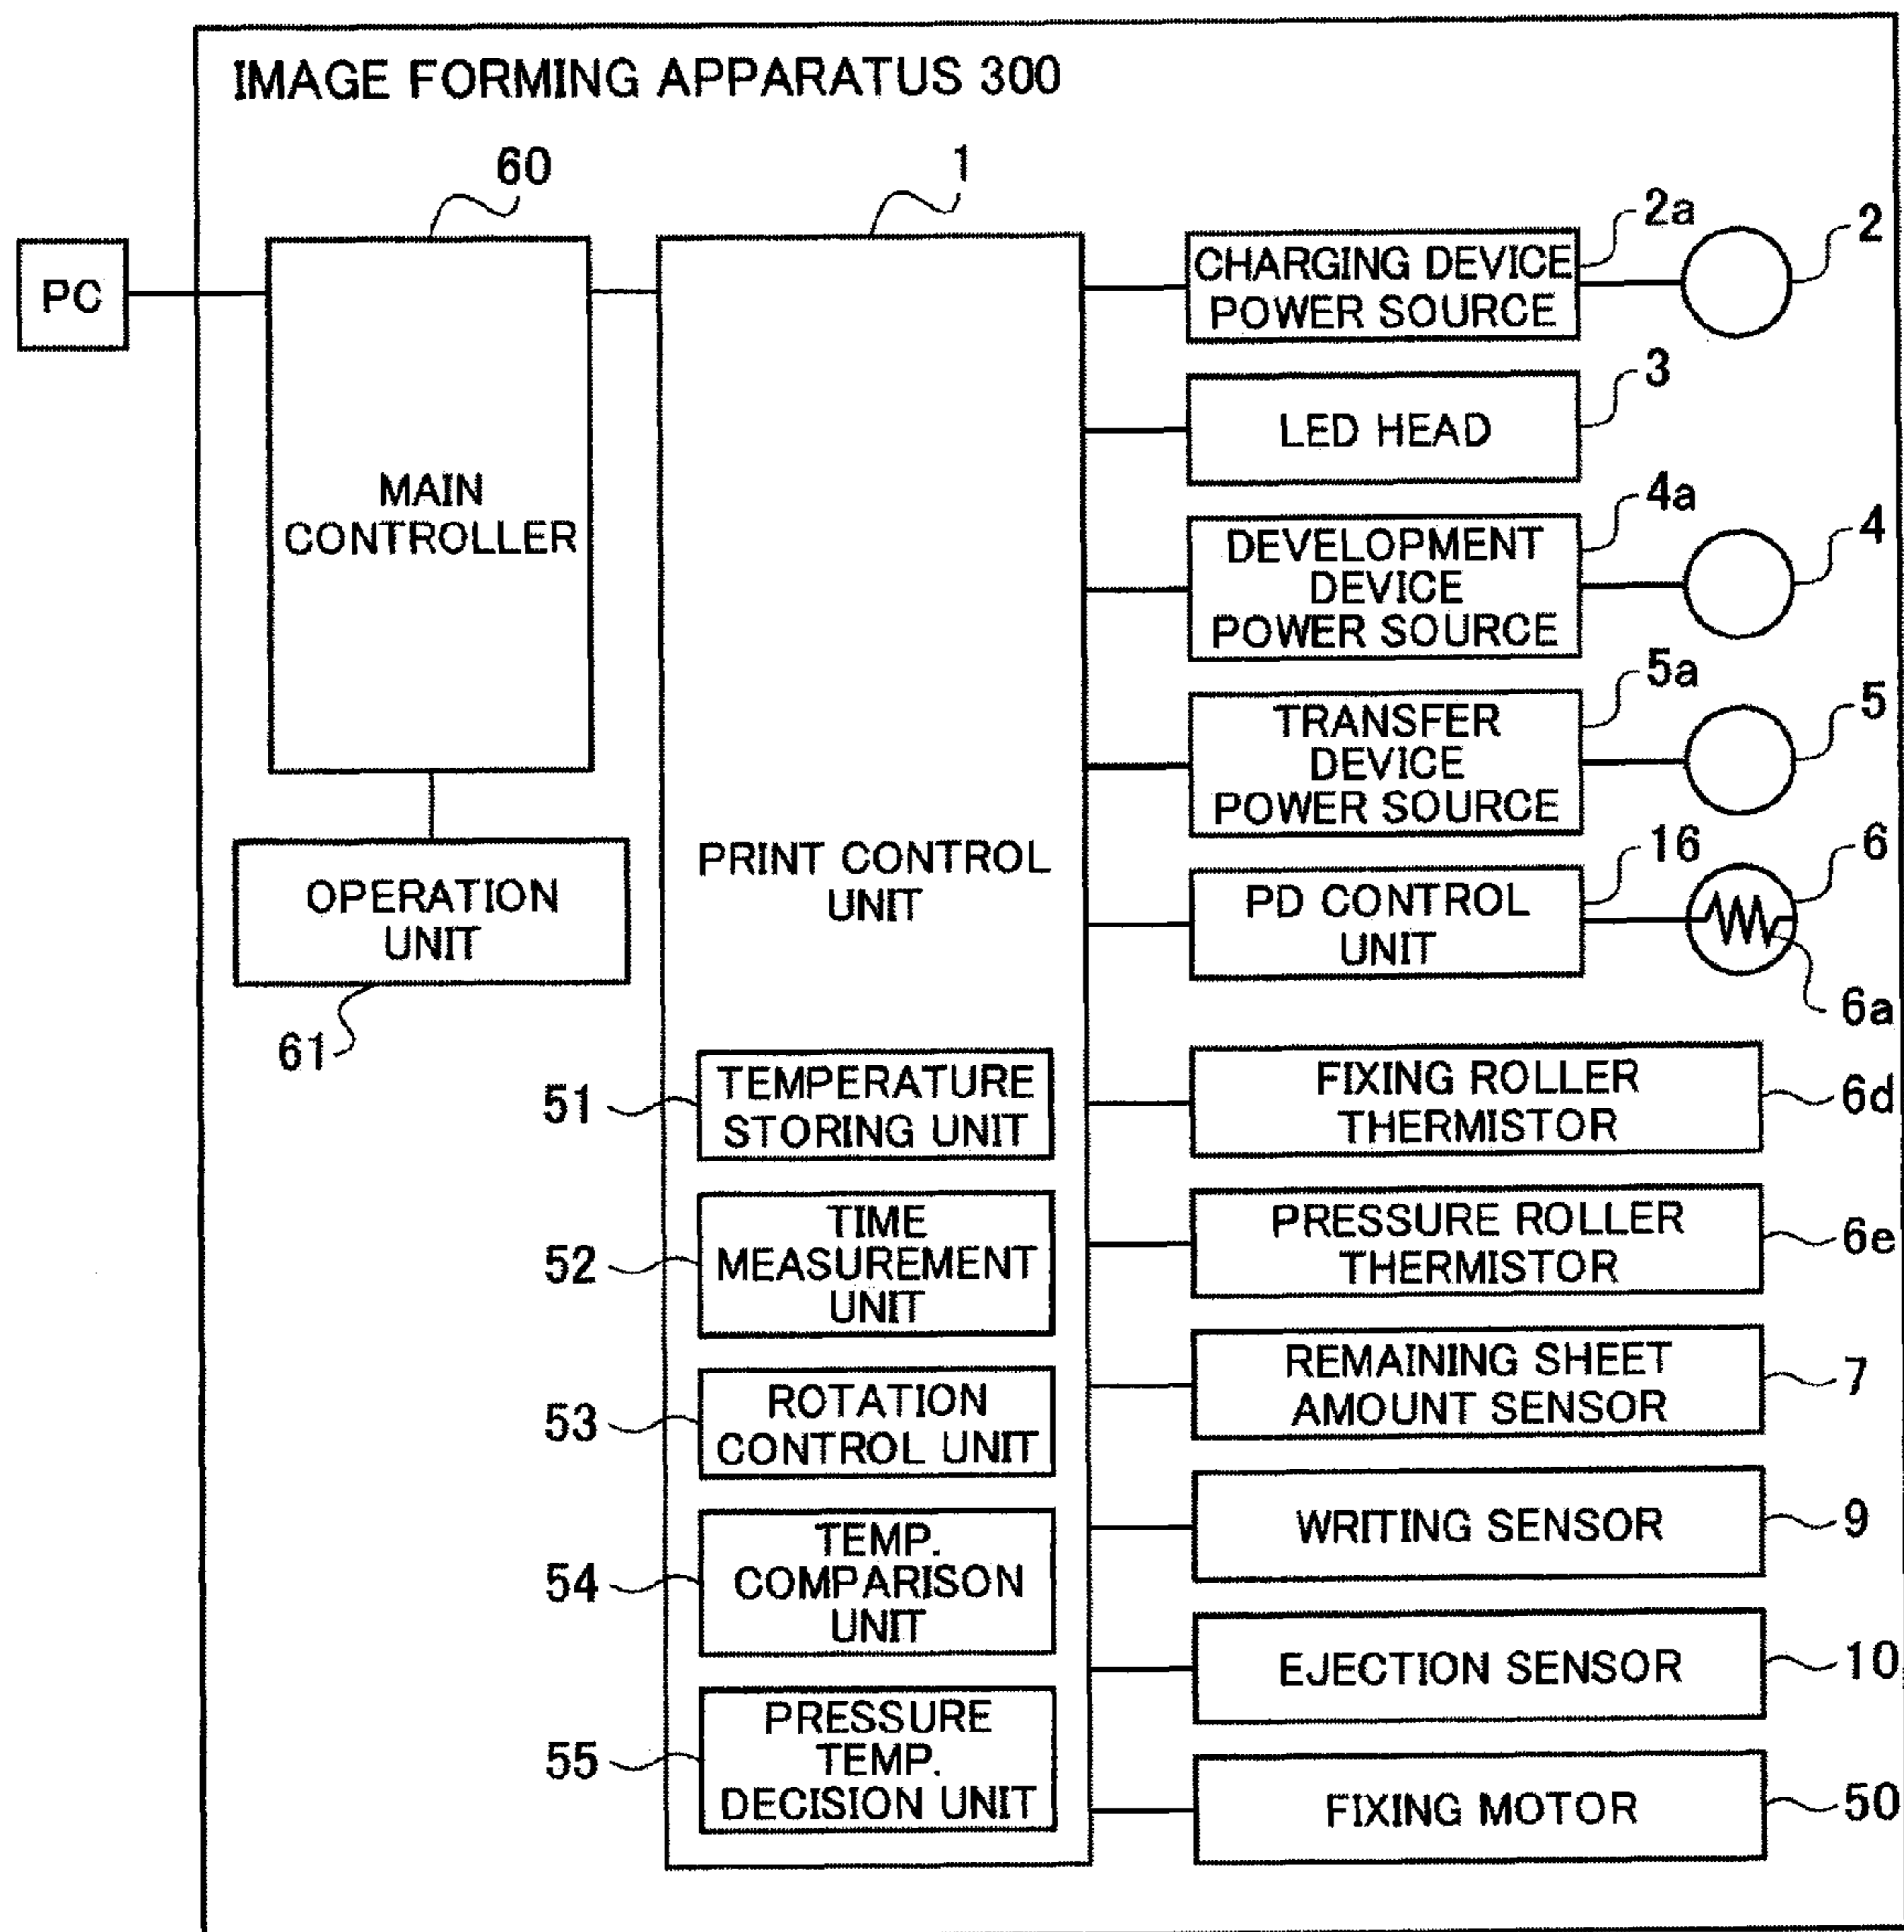 IMAGE FORMING APPARATUS 300
60
1
PC
MAIN
CONTROLLER
OPERATION
UNIT
61
PRINT CONTROL
UNIT
51
TEMPERATURE
STORING UNIT
52
TIME
MEASUREMENT
UNIT
53
ROTATION
CONTROL UNIT
54
TEMP.
COMPARISON
UNIT
55
PRESSURE
TEMP.
DECISION UNIT
CHARGING DEVICE
POWER SOURCE
2a
2
LED HEAD
3
DEVELOPMENT
DEVICE
POWER SOURCE
4a
4
TRANSFER
DEVICE
POWER SOURCE
5a
5
PD CONTROL
UNIT
16
6
6a
FIXING ROLLER
THERMISTOR
6d
PRESSURE ROLLER
THERMISTOR
6e
REMAINING SHEET
AMOUNT SENSOR
7
WRITING SENSOR
9
EJECTION SENSOR
10
FIXING MOTOR
50